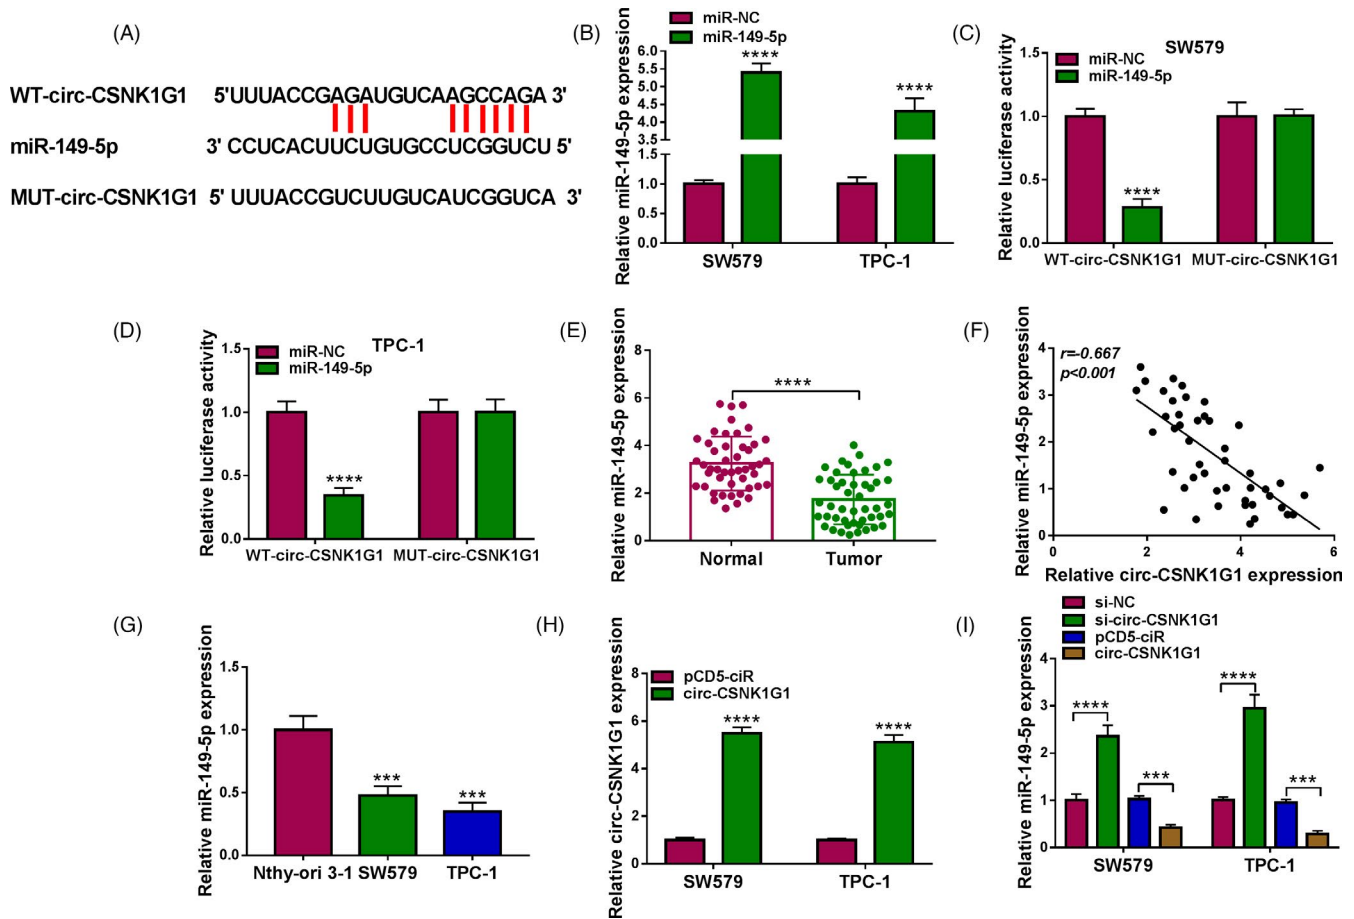 (A)
WT-circ-CSNK1G1 5'UUUACCGAGAUGUCAAGCCAGA 3'
miR-149-5p 3' CCUCACUUCUGUGCCUCGGUCU 5'
MUT-circ-CSNK1G1 5' UUUACCGUCUUGUCAUCGGUCA 3'
(B)
miR-NC
miR-149-5p
Relative miR-149-5p expression
6.0
5.5
5.0
4.5
4.0
3.5
1.5
1.0
0.5
0.0
****
****
SW579
TPC-1
(C)
SW579
miR-NC
miR-149-5p
Relative luciferase activity
1.5
1.0
0.5
0.0
****
WT-circ-CSNK1G1
MUT-circ-CSNK1G1
(D)
TPC-1
miR-NC
miR-149-5p
Relative luciferase activity
1.5
1.0
0.5
0.0
****
WT-circ-CSNK1G1
MUT-circ-CSNK1G1
(E)
Relative miR-149-5p expression
8
6
4
2
0
****
Normal
Tumor
(F)
r=-0.667
p<0.001
Relative miR-149-5p expression
4
3
2
1
0
0
2
4
6
Relative circ-CSNK1G1 expression
(G)
Relative miR-149-5p expression
1.5
1.0
0.5
0.0
***
***
Nthy-ori 3-1
SW579
TPC-1
(H)
pCD5-ciR
circ-CSNK1G1
Relative circ-CSNK1G1 expression
8
6
4
2
0
****
****
SW579
TPC-1
(I)
si-NC
si-circ-CSNK1G1
pCD5-ciR
circ-CSNK1G1
Relative miR-149-5p expression
4
3
2
1
0
****
***
****
***
SW579
TPC-1